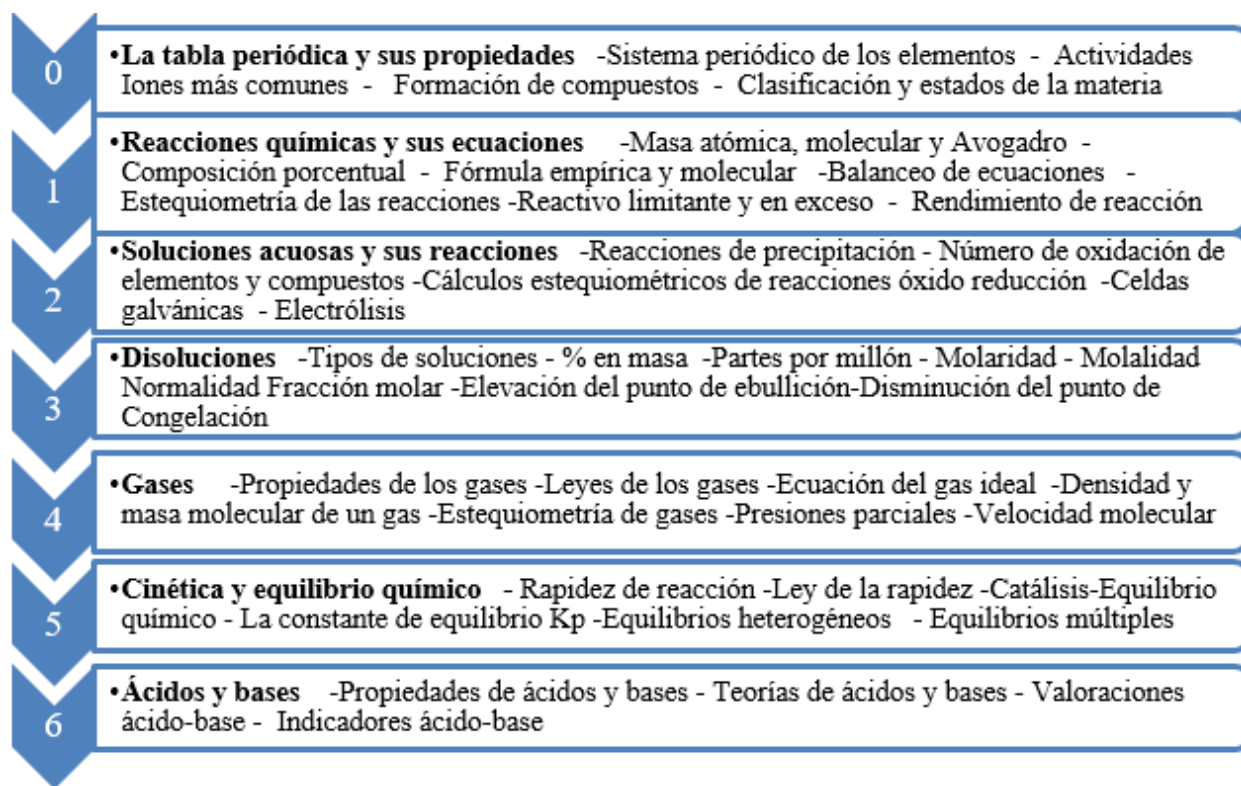 0
•La tabla periódica y sus propiedades -Sistema periódico de los elementos - Actividades
Iones más comunes - Formación de compuestos - Clasificación y estados de la materia
1
•Reacciones químicas y sus ecuaciones -Masa atómica, molecular y Avogadro -
Composición porcentual - Fórmula empírica y molecular -Balanceo de ecuaciones -
Estequiometría de las reacciones -Reactivo limitante y en exceso - Rendimiento de reacción
2
•Soluciones acuosas y sus reacciones -Reacciones de precipitación - Número de oxidación de
elementos y compuestos -Cálculos estequiométricos de reacciones óxido reducción -Celdas
galvánicas - Electrólisis
3
•Disoluciones -Tipos de soluciones - % en masa -Partes por millón - Molaridad - Molalidad
Normalidad Fracción molar -Elevación del punto de ebullición-Disminución del punto de
Congelación
4
•Gases -Propiedades de los gases -Leyes de los gases -Ecuación del gas ideal -Densidad y
masa molecular de un gas -Estequiometría de gases -Presiones parciales -Velocidad molecular
5
•Cinética y equilibrio químico - Rapidez de reacción -Ley de la rapidez -Catálisis-Equilibrio
químico - La constante de equilibrio Kp -Equilibrios heterogéneos - Equilibrios múltiples
6
•Ácidos y bases -Propiedades de ácidos y bases - Teorías de ácidos y bases - Valoraciones
ácido-base - Indicadores ácido-base